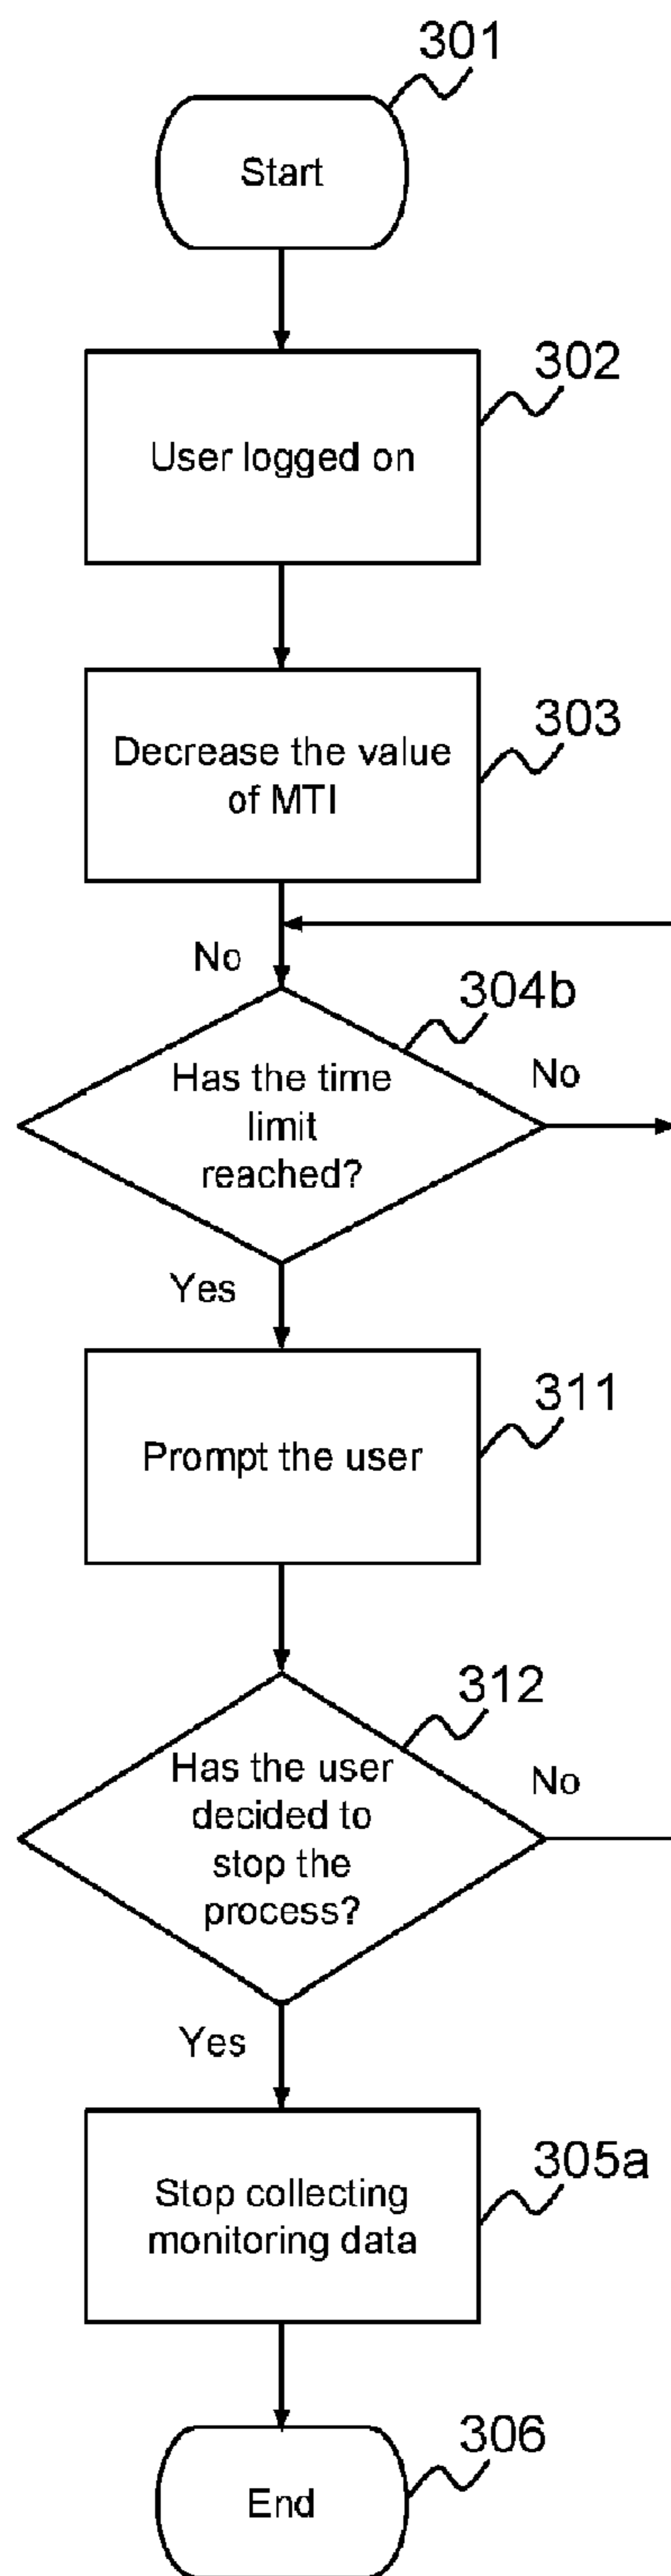 301
Start
302
User logged on
303
Decrease the value
of MTI
No
304b
Has the time
limit
reached?
No
Yes
311
Prompt the user
312
Has the user
decided to
stop the
process?
No
Yes
305a
Stop collecting
monitoring data
306
End